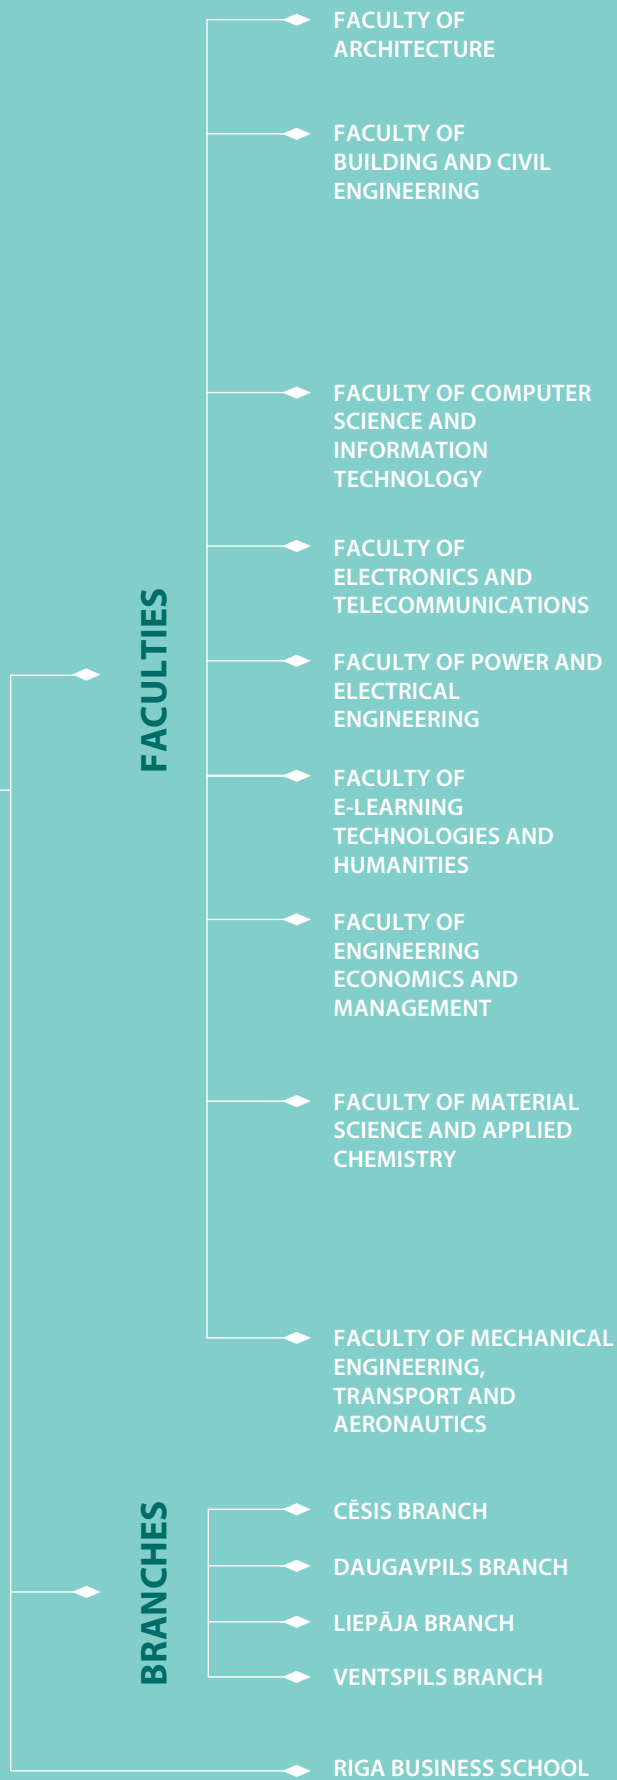 FACULTIES
FACULTY OF
ARCHITECTURE
FACULTY OF
BUILDING AND CIVIL
ENGINEERING
FACULTY OF COMPUTER
SCIENCE AND
INFORMATION
TECHNOLOGY
FACULTY OF
ELECTRONICS AND
TELECOMMUNICATIONS
FACULTY OF POWER AND
ELECTRICAL
ENGINEERING
FACULTY OF
E-LEARNING
TECHNOLOGIES AND
HUMANITIES
FACULTY OF
ENGINEERING
ECONOMICS AND
MANAGEMENT
FACULTY OF MATERIAL
SCIENCE AND APPLIED
CHEMISTRY
FACULTY OF MECHANICAL
ENGINEERING,
TRANSPORT AND
AERONAUTICS
BRANCHES
CĒSIS BRANCH
DAUGAVPILS BRANCH
LIEPĀJA BRANCH
VENTSPILS BRANCH
RIGA BUSINESS SCHOOL